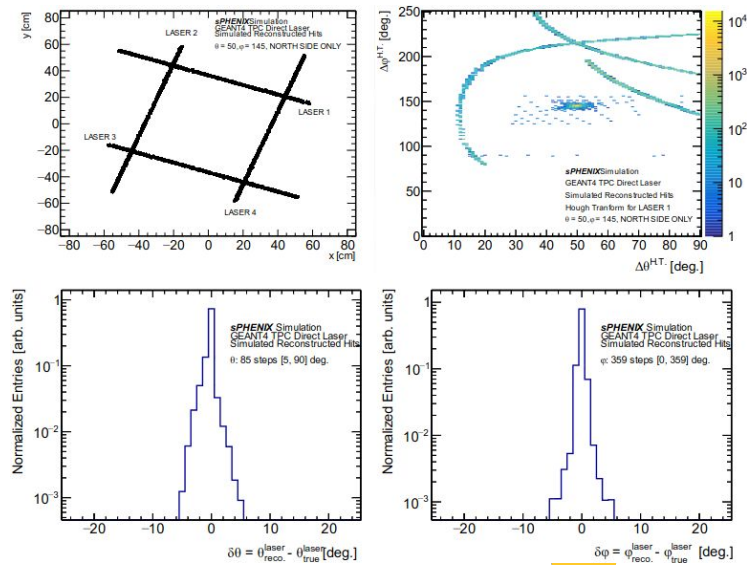 y [cm]
80
60
40
20
0
−20
−40
−60
−80
−80 −60 −40 −20 0 20 40 60 80
x [cm]
sPHENIX Simulation
GEANT4 TPC Direct Laser
Simulated Reconstructed Hits
θ = 50, φ = 145, NORTH SIDE ONLY
LASER 2
LASER 1
LASER 3
LASER 4
Δφ^H.T. [deg.]
250
200
150
100
50
0
0 10 20 30 40 50 60 70 80 90
Δθ^H.T. [deg.]
sPHENIX Simulation
GEANT4 TPC Direct Laser
Simulated Reconstructed Hits
Hough Tranform for LASER 1
θ = 50, φ = 145, NORTH SIDE ONLY
10^4
10^3
10^2
10
1
Normalized Entries [arb. units]
1
10^−1
10^−2
10^−3
−20 −10 0 10 20
δθ = θ^laser_reco. - θ^laser_true [deg.]
sPHENIX Simulation
GEANT4 TPC Direct Laser
Simulated Reconstructed Hits
θ: 85 steps [5, 90] deg.
Normalized Entries [arb. units]
1
10^−1
10^−2
10^−3
−20 −10 0 10 20
δφ = φ^laser_reco. - φ^laser_true [deg.]
sPHENIX Simulation
GEANT4 TPC Direct Laser
Simulated Reconstructed Hits
φ: 359 steps [0, 359] deg.